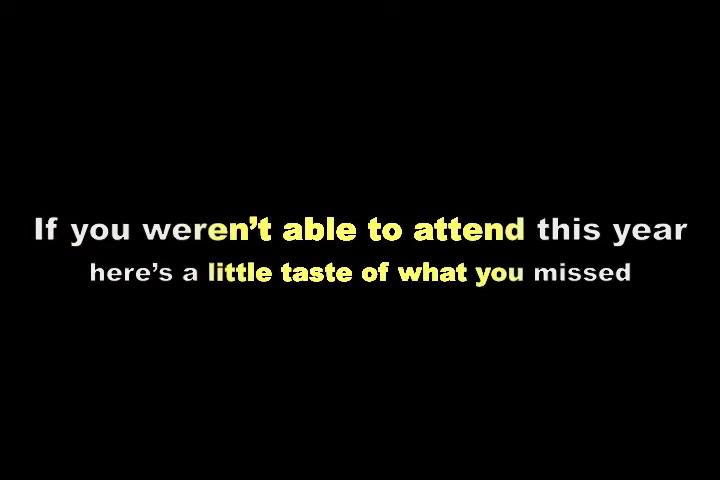 If you weren’t able to attend this year
here’s a little taste of what you missed